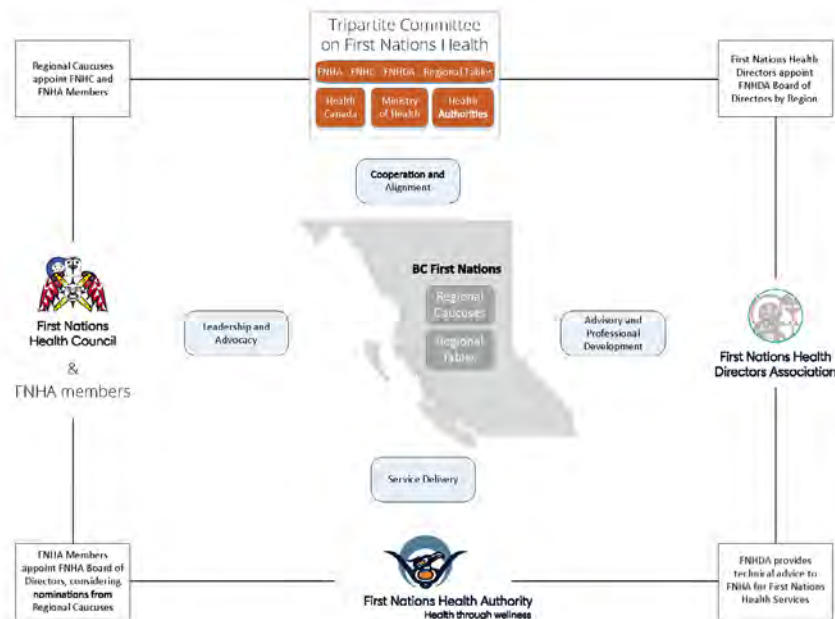 Tripartite Committee
on First Nations Health
FNHA FNHC FNHDA Regional Tables
Health
Canada
Ministry
of Health
Health
Authorities
Regional Caucuses
appoint FNHC and
FNHA Members
First Nations Health
Directors appoint
FNHDA Board of
Directors by Region
Cooperation and
Alignment
BC First Nations
Regional
Caucuses
Regional
Tables
Leadership and
Advocacy
Advisory and
Professional
Development
First Nations
Health Council
&
FNHA members
First Nations Health
Directors Association
Service Delivery
FNHA Members
appoint FNHA Board of
Directors, considering
nominations from
Regional Caucuses
First Nations Health Authority
Health through wellness
FNHDA provides
technical advice to
FNHA for First Nations
Health Services